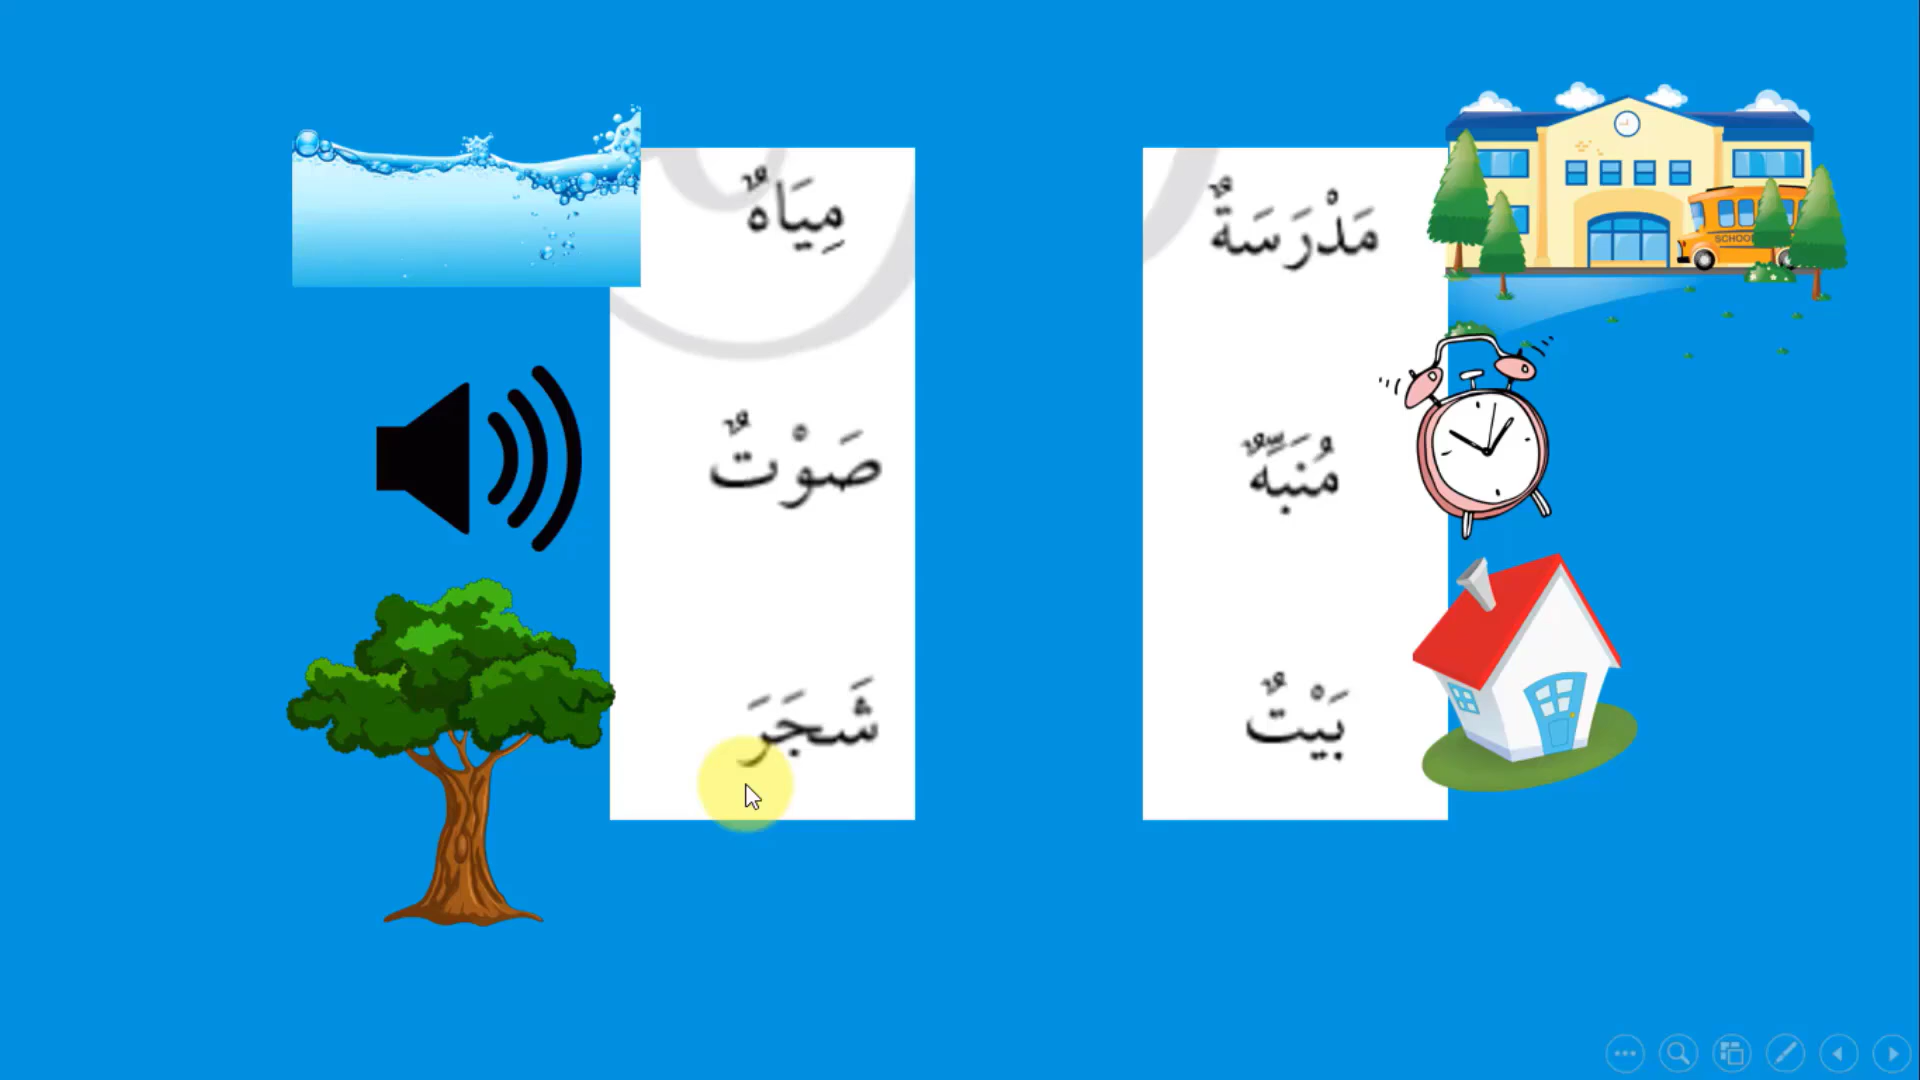 مَدْرَسَةٌ
SCHOOL
مُنَبِّهٌ
بَيْتٌ
مِيَاهٌ
صَوْتٌ
شَجَرَ